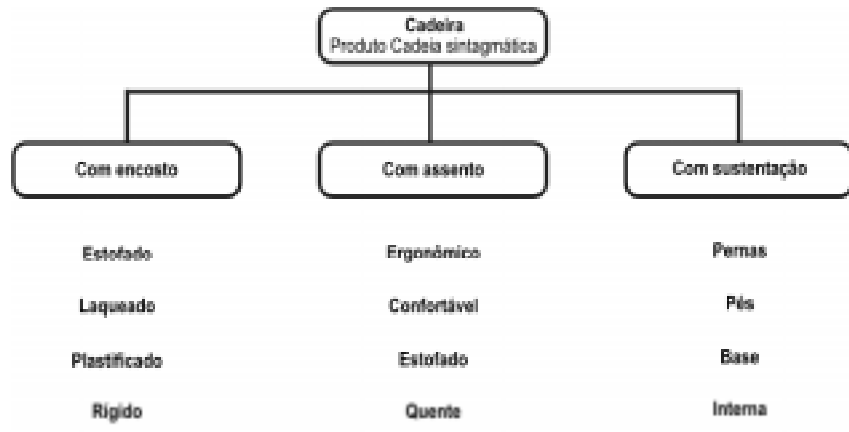 Cadeira
Produto Cadeia sintagmática
Com encosto
Com assento
Com sustentação
Estofado
Ergonômico
Pernas
Laqueado
Confortável
Pés
Plastificado
Estofado
Base
Rígido
Quente
Interna